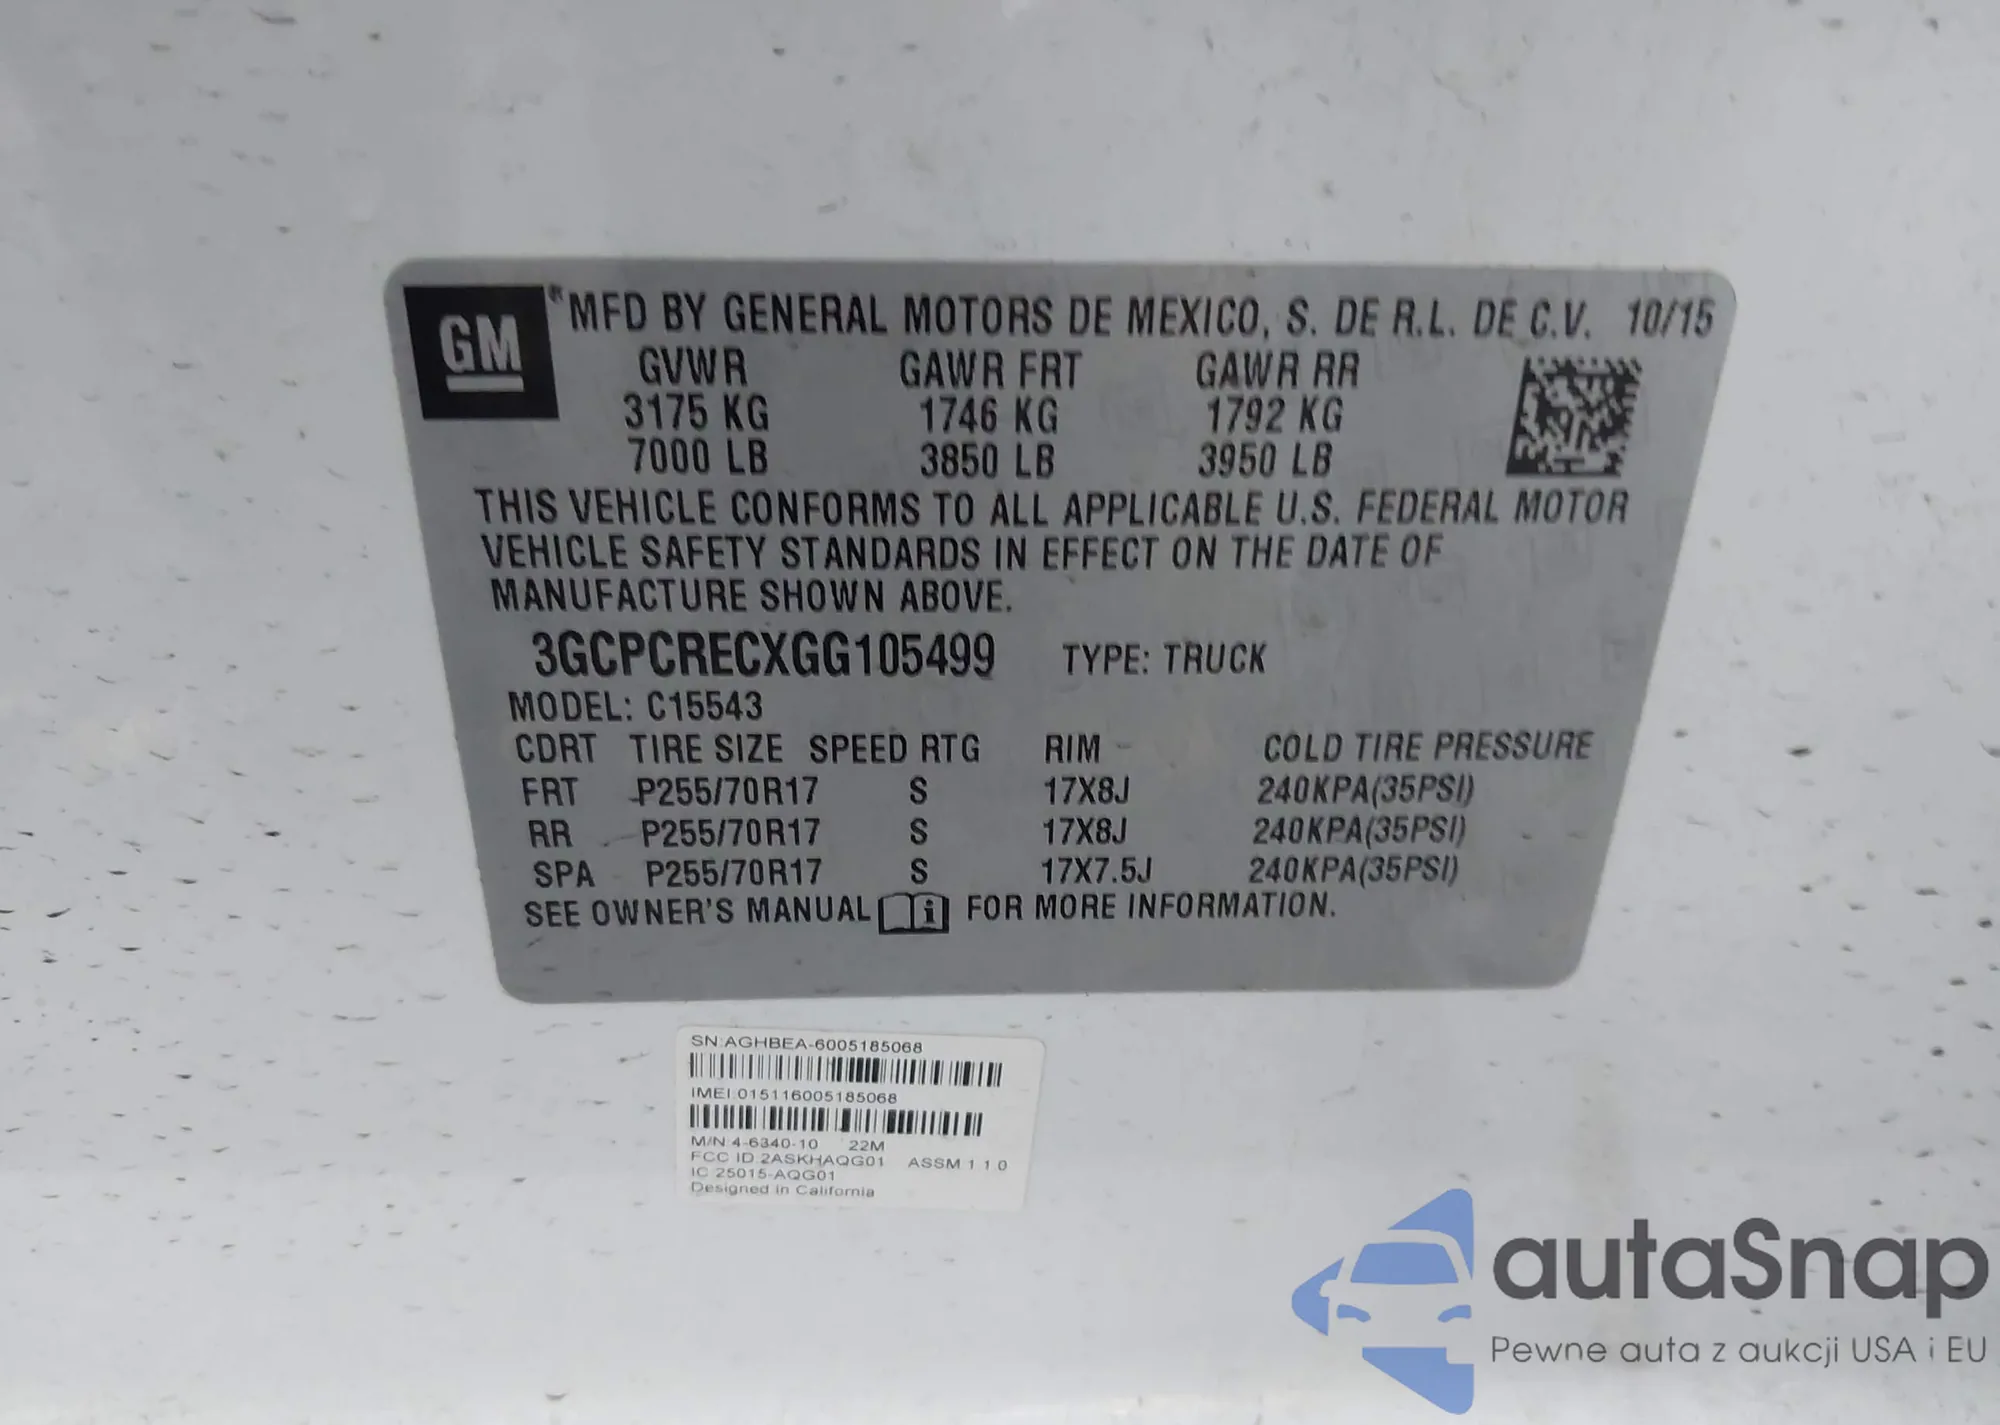 GM
® MFD BY GENERAL MOTORS DE MEXICO, S. DE R.L. DE C.V. 10/15
GVWR GAWR FRT GAWR RR
3175 KG 1746 KG 1792 KG
7000 LB 3850 LB 3950 LB
THIS VEHICLE CONFORMS TO ALL APPLICABLE U.S. FEDERAL MOTOR
VEHICLE SAFETY STANDARDS IN EFFECT ON THE DATE OF
MANUFACTURE SHOWN ABOVE.
3GCPCRECXGG105499 TYPE: TRUCK
MODEL: C15543
CDRT TIRE SIZE SPEED RTG RIM COLD TIRE PRESSURE
FRT P255/70R17 S 17X8J 240KPA(35PSI)
RR P255/70R17 S 17X8J 240KPA(35PSI)
SPA P255/70R17 S 17X7.5J 240KPA(35PSI)
SEE OWNER'S MANUAL i FOR MORE INFORMATION.
SN:AGHBEA-6005185068
IMEI:015116005185068
M/N:4-6340-10 22M
FCC ID:2ASKHAQG01 ASSM 1 1 0
IC:25015-AQG01
Designed in California
autaSnap
Pewne auta z aukcji USA i EU